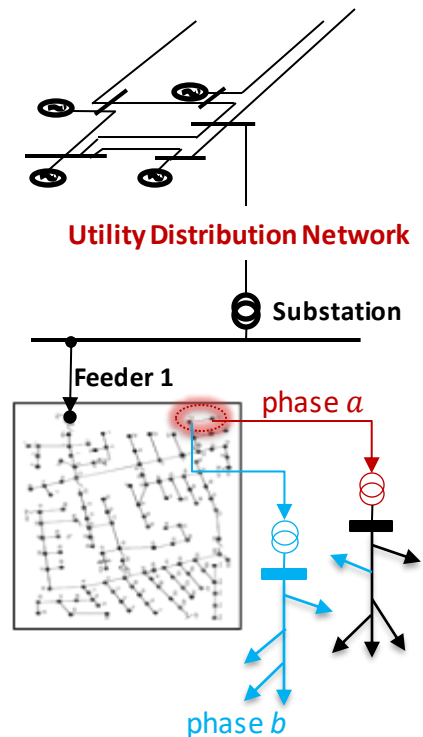 Utility Distribution Network
Substation
Feeder 1
phase a
phase b